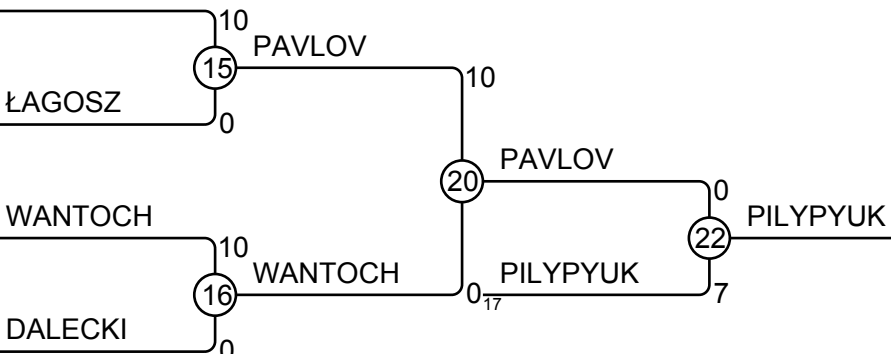 10
PAVLOV
15
10
ŁAGOSZ
0
PAVLOV
20
0
WANTOCH
PILYPYUK
10
22
WANTOCH
0
17
PILYPYUK
16
7
DALECKI
0